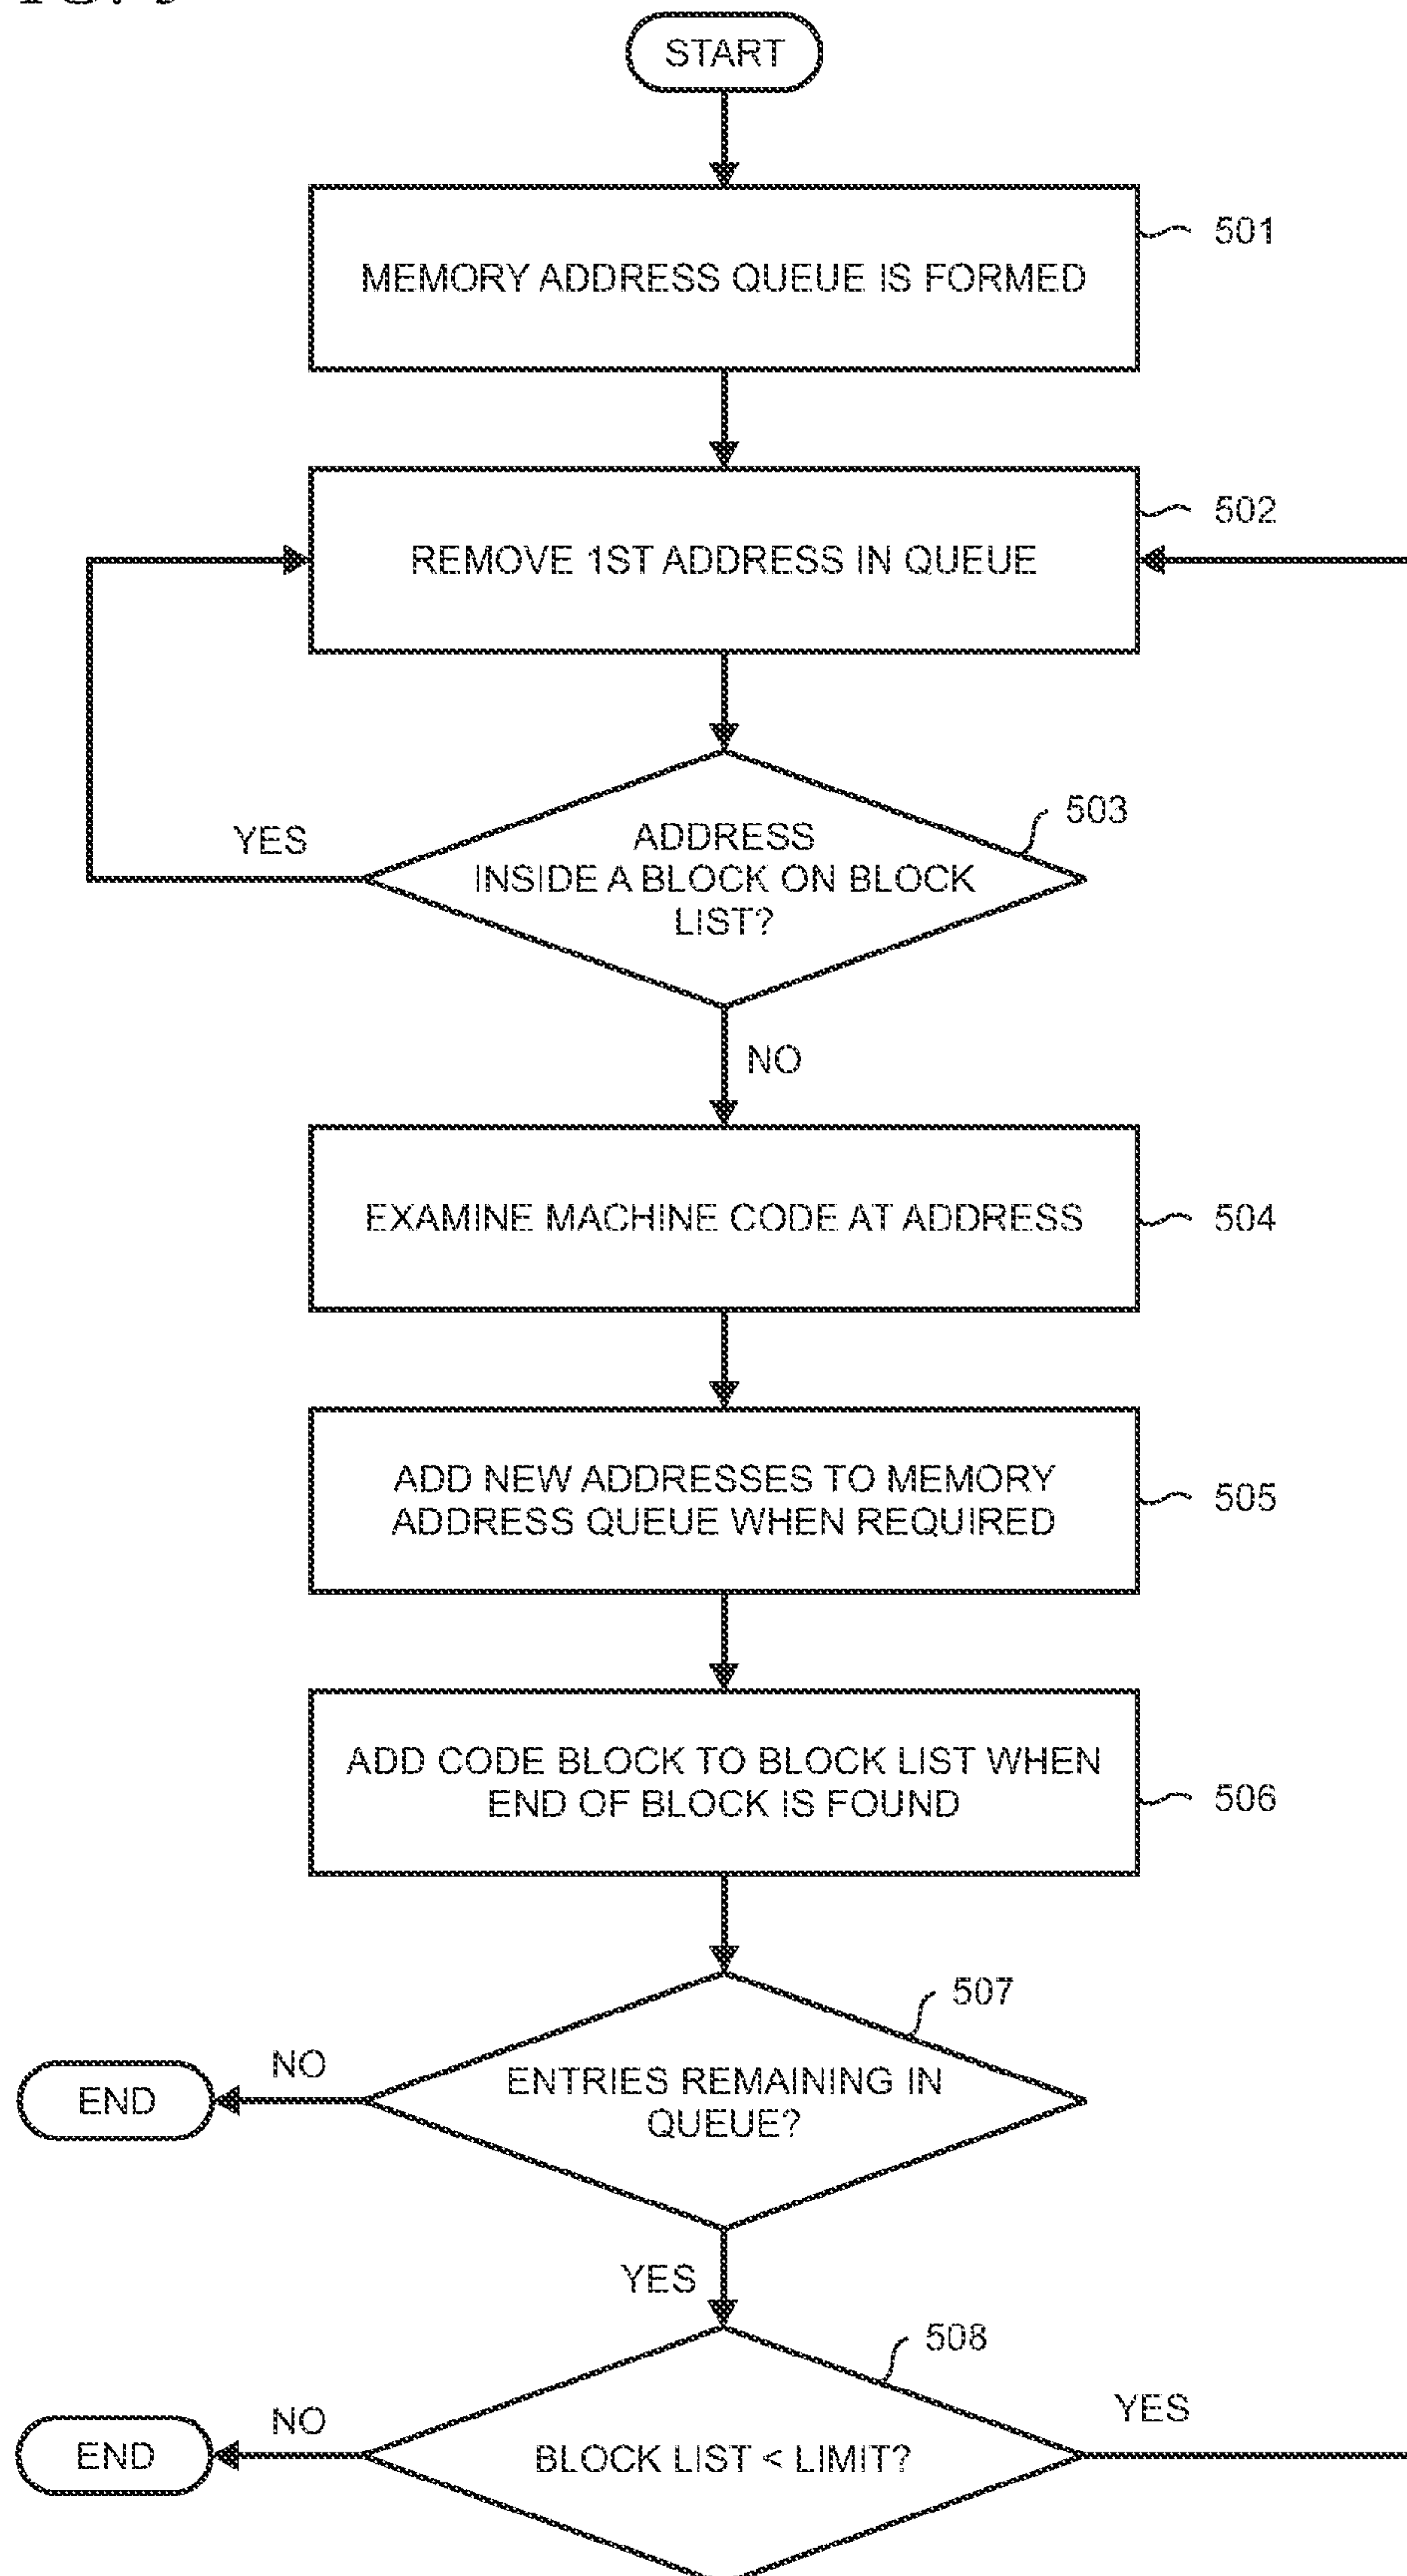 START
501
MEMORY ADDRESS QUEUE IS FORMED
502
REMOVE 1ST ADDRESS IN QUEUE
503
YES
ADDRESS
INSIDE A BLOCK ON BLOCK
LIST?
NO
EXAMINE MACHINE CODE AT ADDRESS
504
ADD NEW ADDRESSES TO MEMORY
ADDRESS QUEUE WHEN REQUIRED
505
ADD CODE BLOCK TO BLOCK LIST WHEN
END OF BLOCK IS FOUND
506
507
NO
END
ENTRIES REMAINING IN
QUEUE?
YES
508
NO
YES
END
BLOCK LIST < LIMIT?